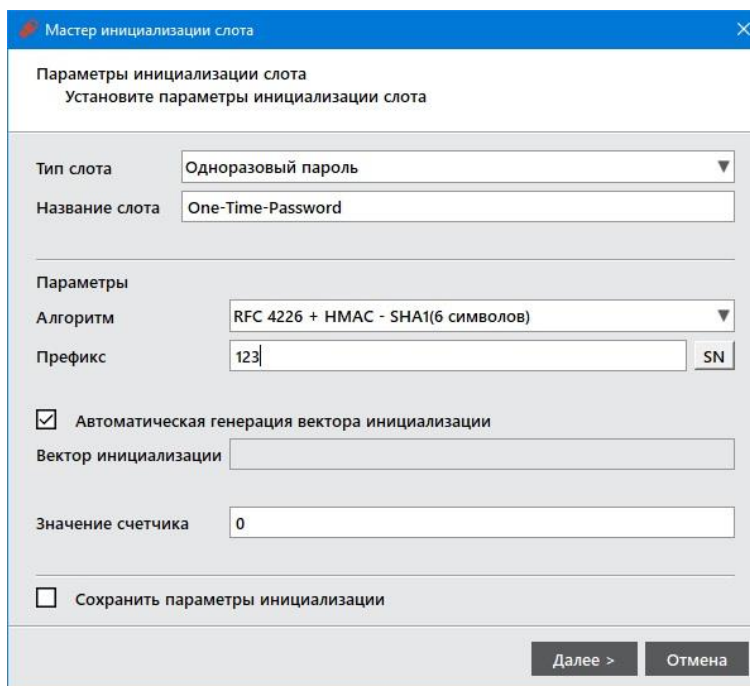 Мастер инициализации слота
Параметры инициализации слота
Установите параметры инициализации слота
Тип слота Одноразовый пароль
Название слота One-Time-Password
Параметры
Алгоритм RFC 4226 + HMAC - SHA1(6 символов)
Префикс 123 SN
Автоматическая генерация вектора инициализации
Вектор инициализации
Значение счетчика 0
Сохранить параметры инициализации
Далее > Отмена